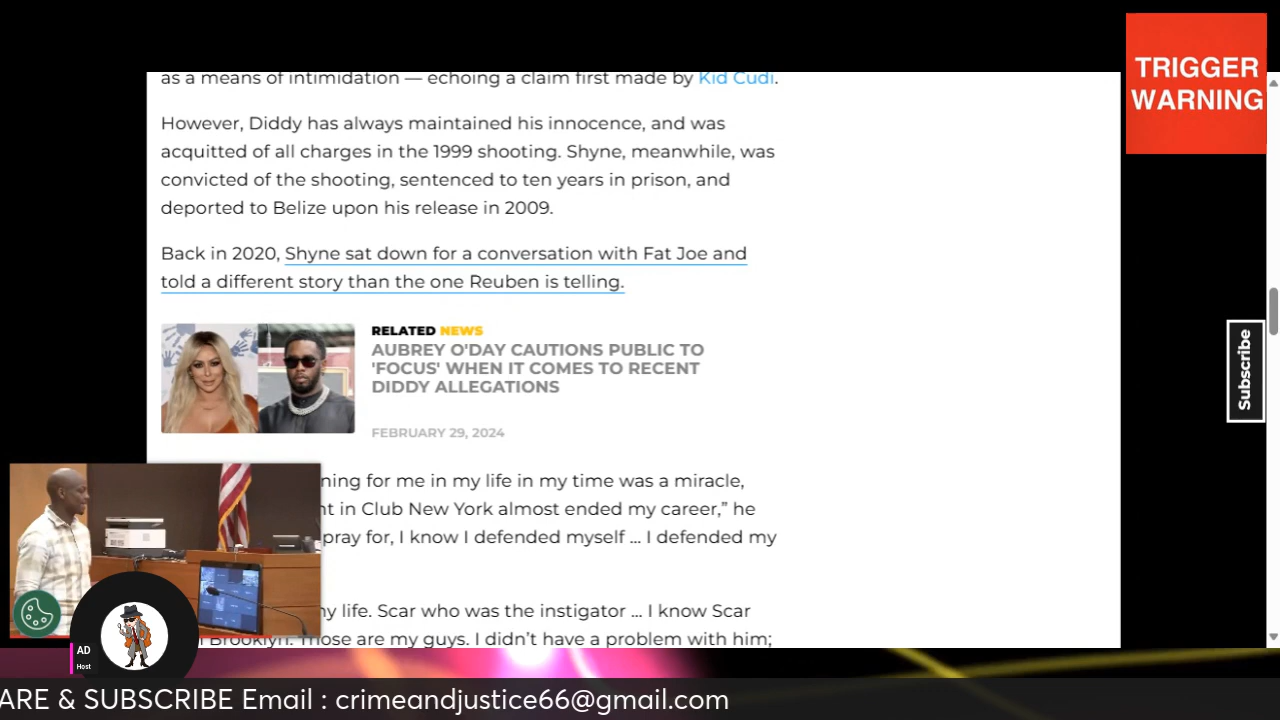 as a means of intimidation — echoing a claim first made by Kid Cudi.
TRIGGER
WARNING
However, Diddy has always maintained his innocence, and was
acquitted of all charges in the 1999 shooting. Shyne, meanwhile, was
convicted of the shooting, sentenced to ten years in prison, and
deported to Belize upon his release in 2009.
Back in 2020, Shyne sat down for a conversation with Fat Joe and
told a different story than the one Reuben is telling.
RELATED NEWS
AUBREY O'DAY CAUTIONS PUBLIC TO
'FOCUS' WHEN IT COMES TO RECENT
DIDDY ALLEGATIONS
FEBRUARY 29, 2024
Subscribe
for me in my life in my time was a miracle,
in Club New York almost ended my career,” he
pray for, I know I defended myself ... I defended my
life. Scar who was the instigator ... I know Scar
Brooklyn. Those are my guys. I didn’t have a problem with him;
AD
Host
ARE & SUBSCRIBE Email : crimeandjustice66@gmail.com